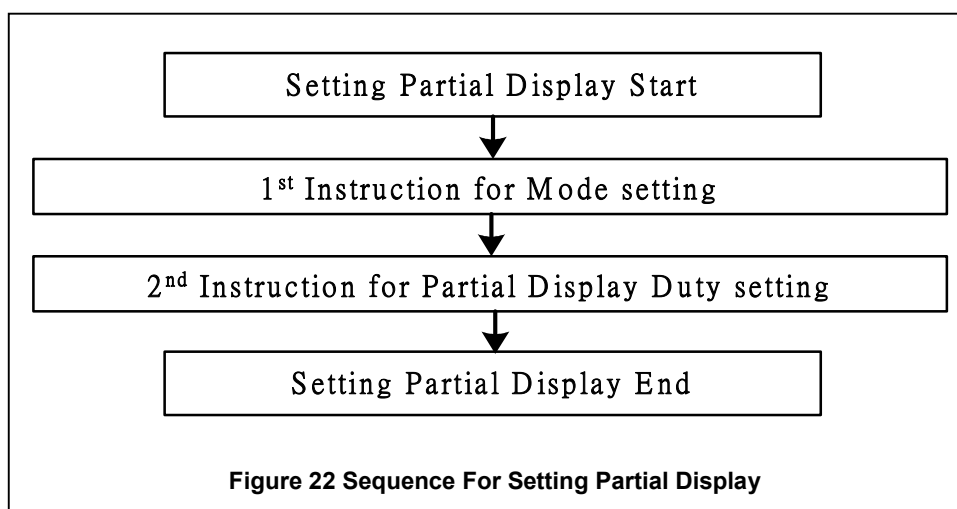 Setting Partial Display Start
1st Instruction for Mode setting
2nd Instruction for Partial Display Duty setting
Setting Partial Display End
Figure 22 Sequence For Setting Partial Display